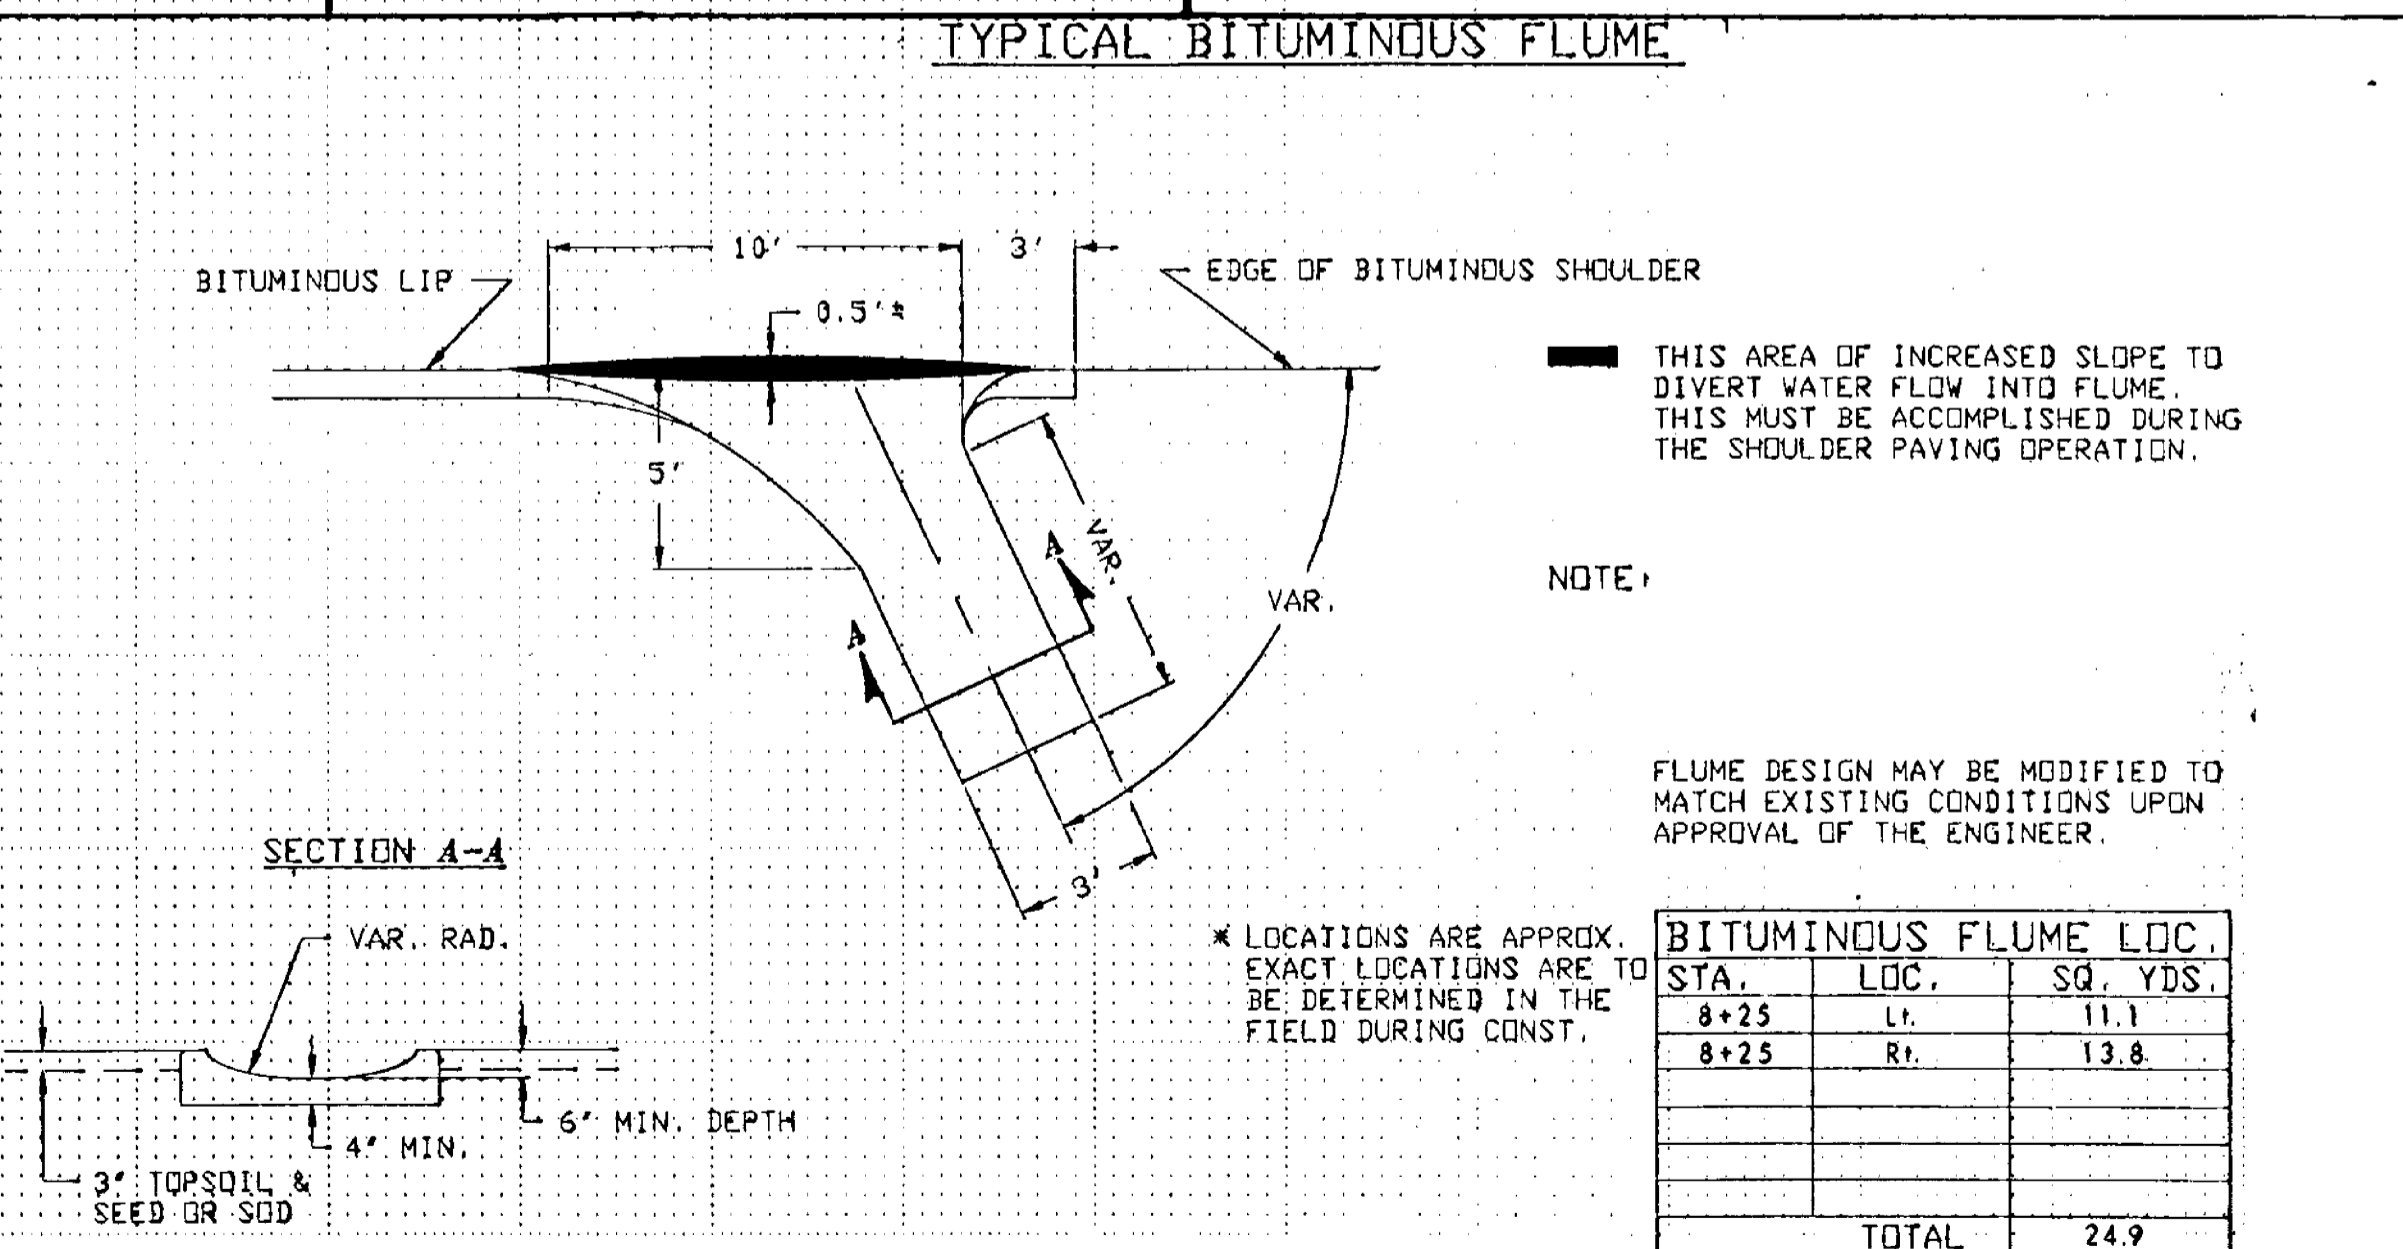 TYPICAL BITUMINOUS FLUME
10'
3'
BITUMINOUS LIP
EDGE OF BITUMINOUS SHOULDER
0.5'±
THIS AREA OF INCREASED SLOPE TO
DIVERT WATER FLOW INTO FLUME.
THIS MUST BE ACCOMPLISHED DURING
THE SHOULDER PAVING OPERATION.
5'
VAR.
A
A
VAR.
NOTE:
FLUME DESIGN MAY BE MODIFIED TO
MATCH EXISTING CONDITIONS UPON
APPROVAL OF THE ENGINEER.
3'
SECTION A-A
VAR. RAD.
6" MIN. DEPTH
4" MIN.
3" TOPSOIL &
SEED OR SOD
* LOCATIONS ARE APPROX.
EXACT LOCATIONS ARE TO
BE DETERMINED IN THE
FIELD DURING CONST.
BITUMINOUS FLUME LOC.
STA. LOC. SQ. YDS.
8+25 Lt. 11.1
8+25 Rt. 13.8
TOTAL 24.9